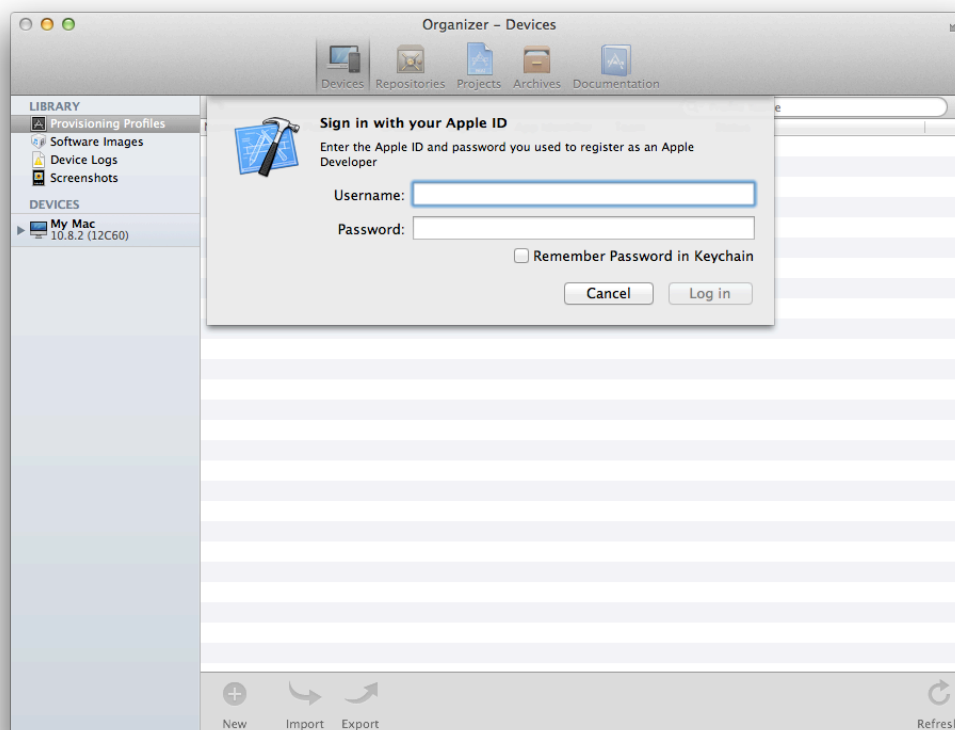 Organizer – Devices
Devices Repositories Projects Archives Documentation
LIBRARY
Provisioning Profiles
Software Images
Device Logs
Screenshots
DEVICES
My Mac
10.8.2 (12C60)
Sign in with your Apple ID
Enter the Apple ID and password you used to register as an Apple
Developer
Username:
Password:
Remember Password in Keychain
Cancel Log in
New Import Export Refresh